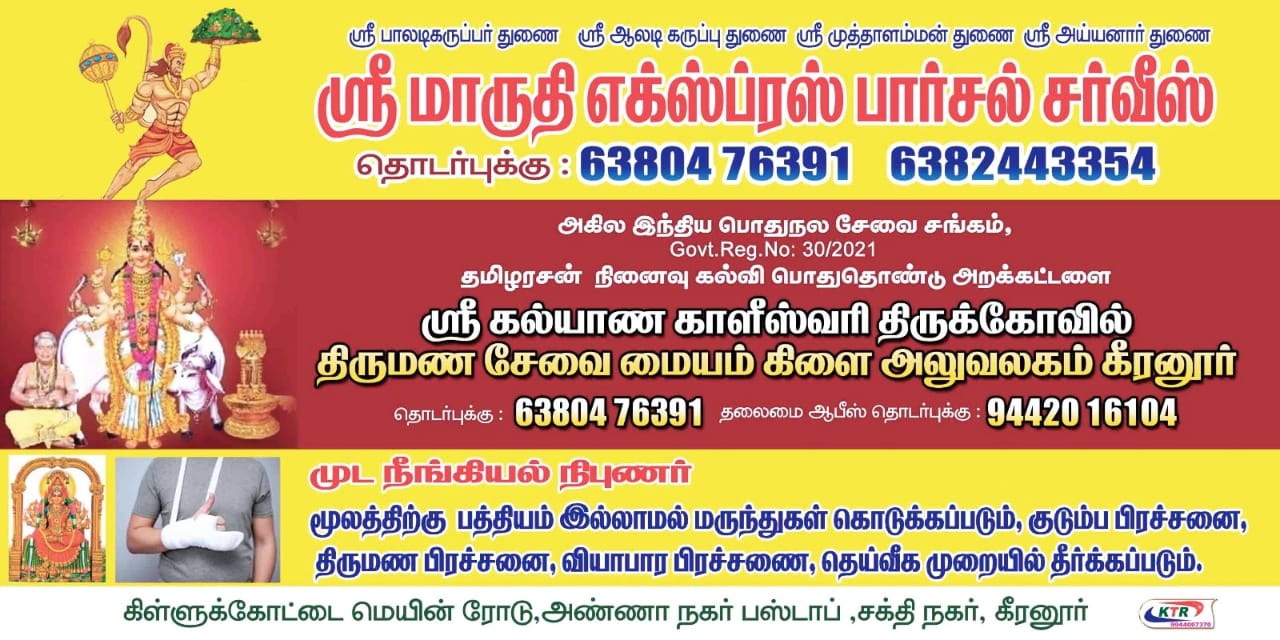 ஸ்ரீ பாலடிகருப்பர் துணை ஸ்ரீ ஆலடி கருப்பு துணை ஸ்ரீ முத்தாளம்மன் துணை ஸ்ரீ அய்யனார் துணை
ஸ்ரீ மாருதி எக்ஸ்ப்ரஸ் பார்சல் சர்வீஸ்
தொடர்புக்கு : 63804 76391 6382443354
அகில இந்திய பொதுநல சேவை சங்கம்,
Govt.Reg.No: 30/2021
தமிழரசன் நினைவு கல்வி பொதுதொண்டு அறக்கட்டளை
ஸ்ரீ கல்யாண காளீஸ்வரி திருக்கோவில்
திருமண சேவை மையம் கிளை அலுவலகம் கீரனூர்
தொடர்புக்கு : 63804 76391 தலைமை ஆபீஸ் தொடர்புக்கு : 94420 16104
முட நீங்கியல் நிபுணர்
மூலத்திற்கு பத்தியம் இல்லாமல் மருந்துகள் கொடுக்கப்படும், குடும்ப பிரச்சனை,
திருமண பிரச்சனை, வியாபார பிரச்சணை, தெய்வீக முறையில் தீர்க்கப்படும்.
கிள்ளுக்கோட்டை மெயின் ரோடு,அண்ணா நகர் பஸ்டாப் ,சக்தி நகர், கீரனூர்
KTR